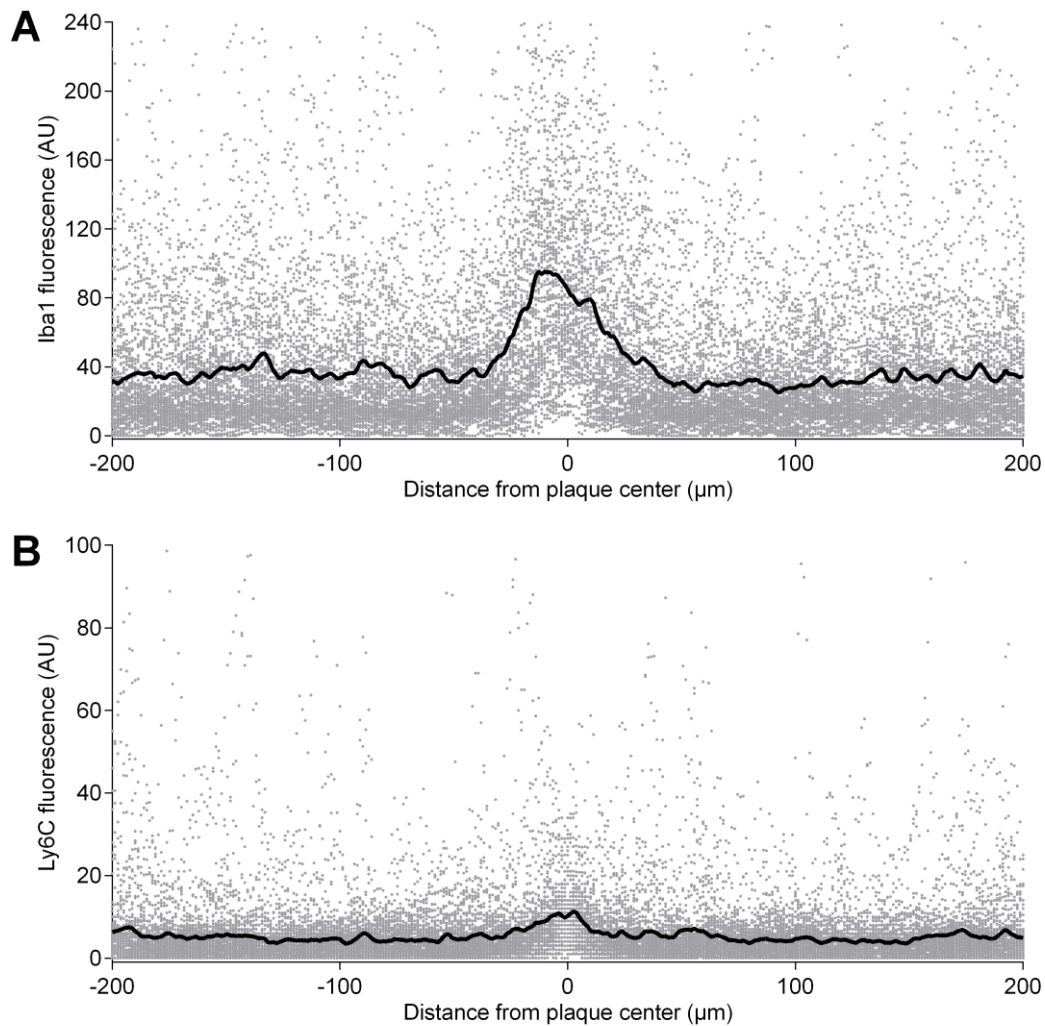 A
240
200
160
120
80
40
0
Iba1 fluorescence (AU)
-200 -100 0 100 200
Distance from plaque center (µm)
B
100
80
60
40
20
0
Ly6C fluorescence (AU)
-200 -100 0 100 200
Distance from plaque center (µm)